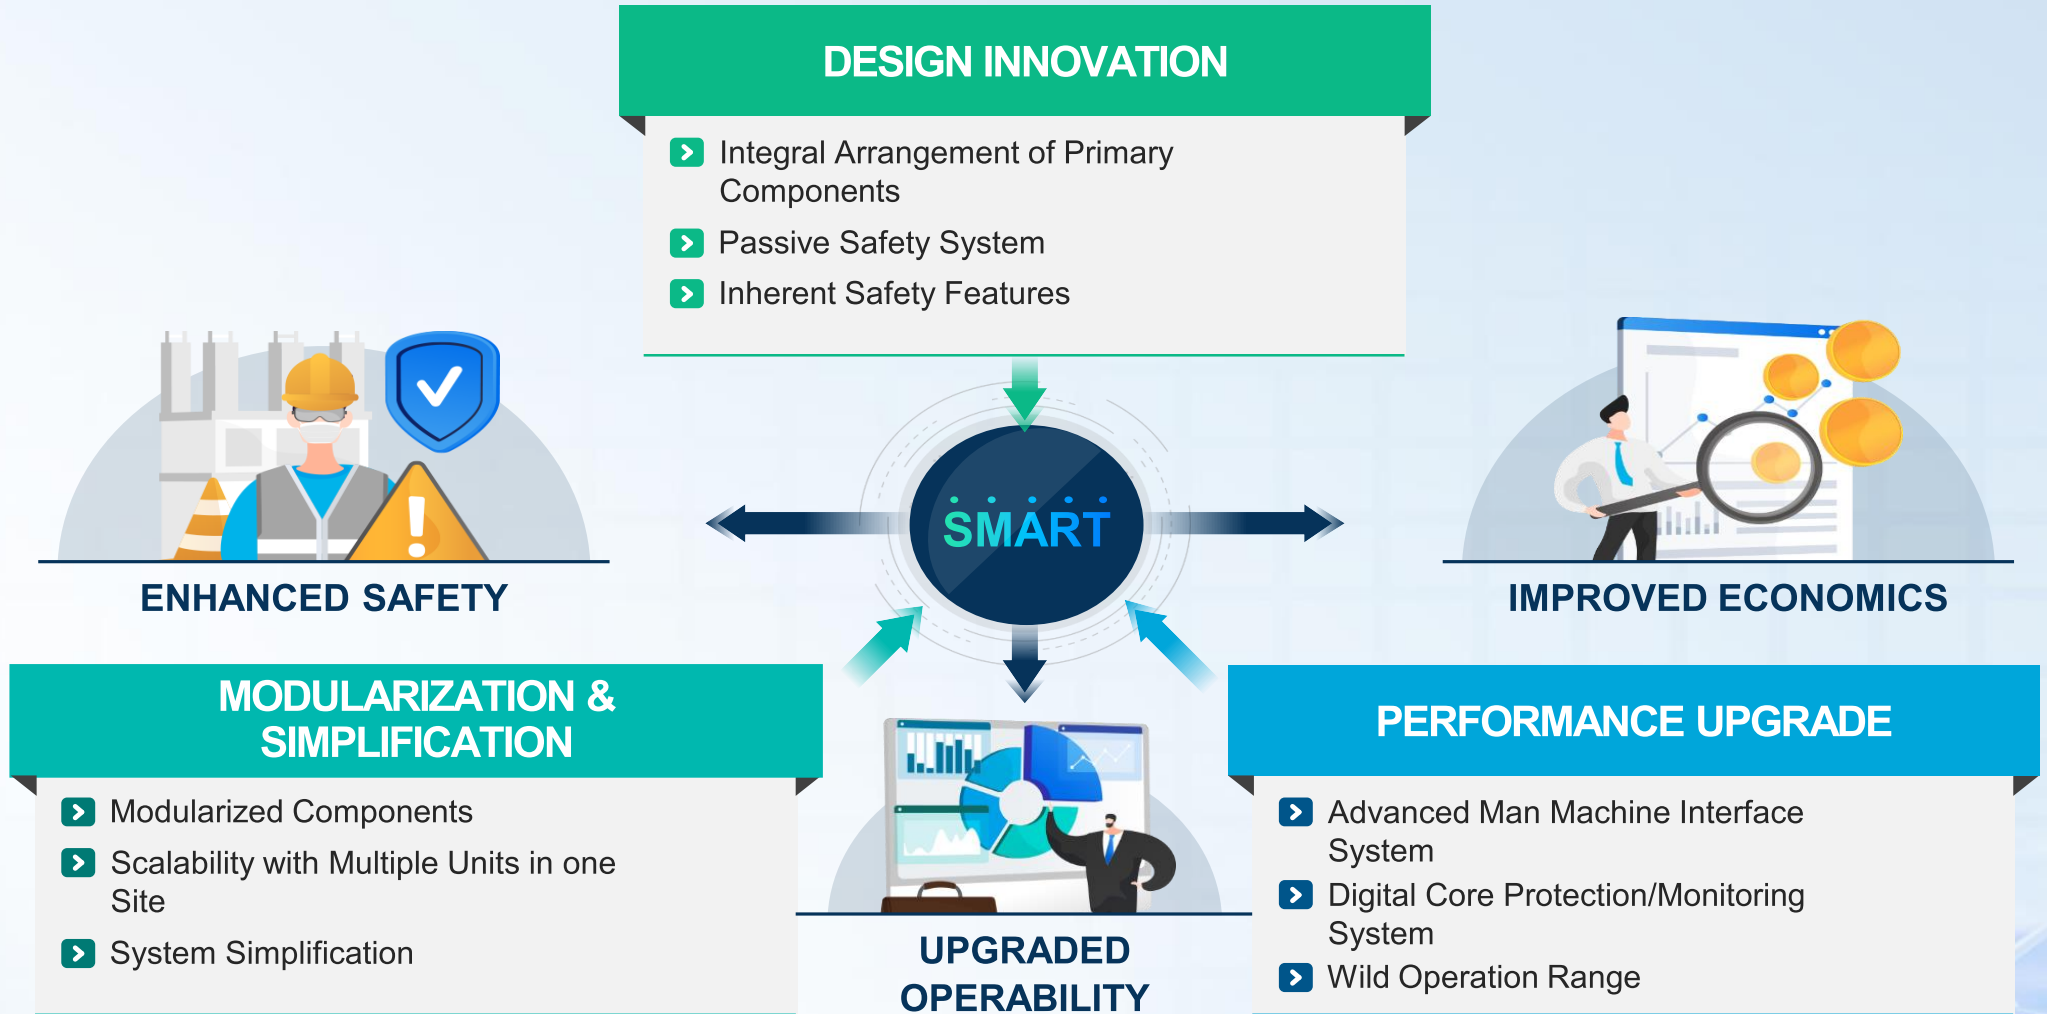 DESIGN INNOVATION
Integral Arrangement of Primary
Components
Passive Safety System
Inherent Safety Features
SMART
ENHANCED SAFETY
IMPROVED ECONOMICS
MODULARIZATION &
SIMPLIFICATION
Modularized Components
Scalability with Multiple Units in one
Site
System Simplification
UPGRADED
OPERABILITY
PERFORMANCE UPGRADE
Advanced Man Machine Interface
System
Digital Core Protection/Monitoring
System
Wild Operation Range